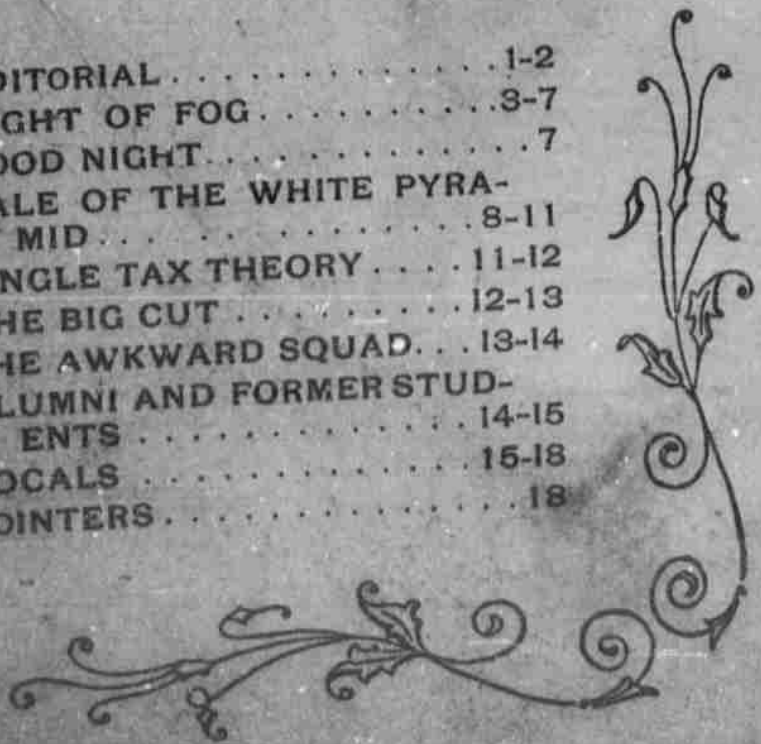 DITORIAL . . . . . . . . . . . . . . 1-2
GHT OF FOG . . . . . . . . . . 3-7
OOD NIGHT . . . . . . . . . . . . . 7
ALE OF THE WHITE PYRA-
MID . . . . . . . . . . . . . . . 8-11
NGLE TAX THEORY . . . . 11-12
HE BIG CUT . . . . . . . . . 12-13
HE AWKWARD SQUAD . . . 13-14
LUMNI AND FORMER STUD-
ENTS . . . . . . . . . . . . . 14-15
OCALS . . . . . . . . . . . . . 15-18
OINTERS . . . . . . . . . . . . . . 18